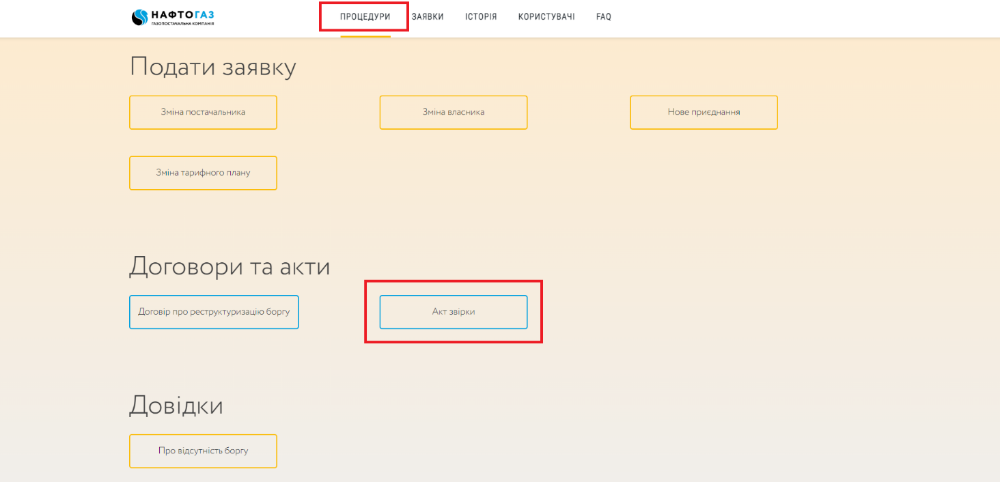 НАФТОГАЗ
ГАЗОПОСТАЧАЛЬНА КОМПАНІЯ
ПРОЦЕДУРИ ЗАЯВКИ ІСТОРІЯ КОРИСТУВАЧІ FAQ
Подати заявку
Зміна постачальника Зміна власника Нове приєднання
Зміна тарифного плану
Договори та акти
Договір про реструктуризацію боргу Акт звірки
Довідки
Про відсутність боргу